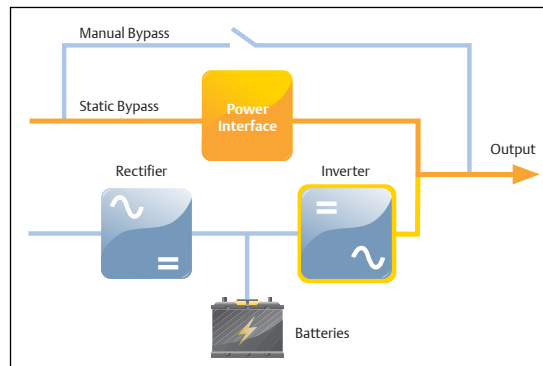 Manual Bypass
Static Bypass
Power
Interface
Output
Rectifier
Inverter
Batteries